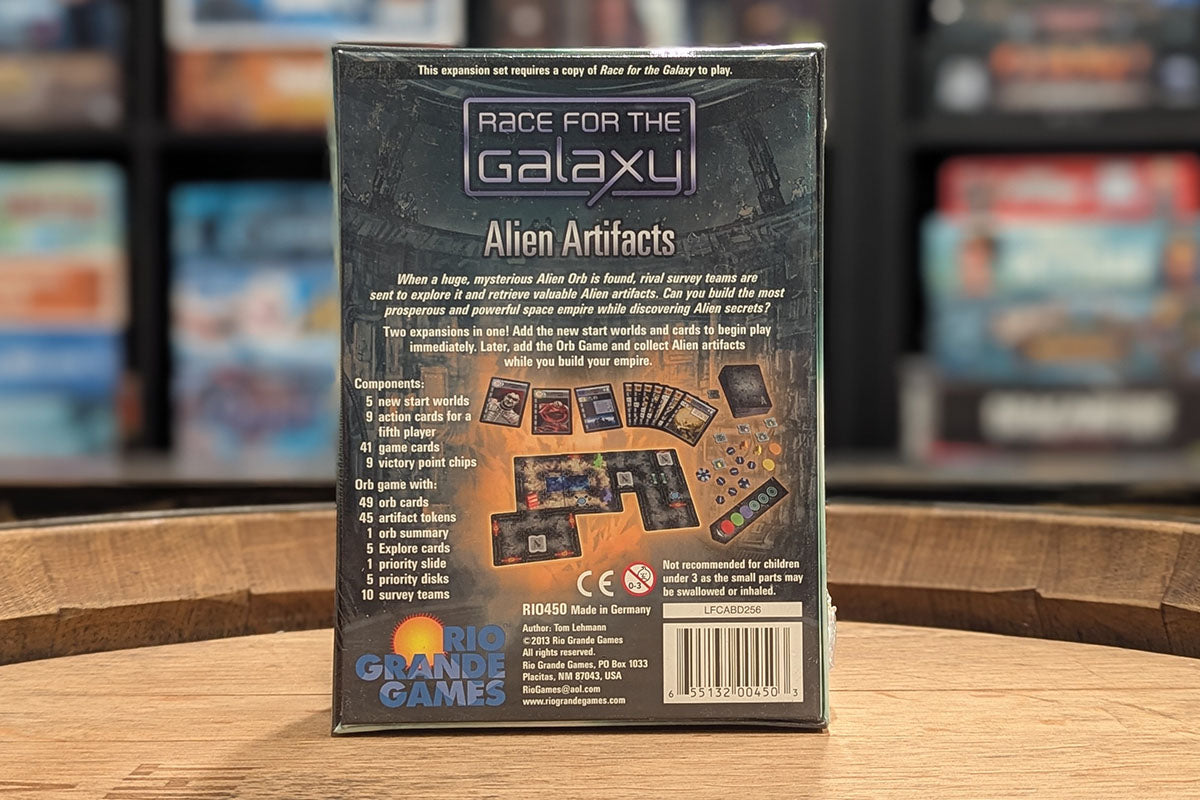 This expansion set requires a copy of Race for the Galaxy to play.
RACE FOR THE
GALAXY
Alien Artifacts
When a huge, mysterious Alien Orb is found, rival survey teams are
sent to explore it and retrieve valuable Alien artifacts. Can you build the most
prosperous and powerful space empire while discovering Alien secrets?
Two expansions in one! Add the new start worlds and cards to begin play
immediately. Later, add the Orb Game and collect Alien artifacts
while you build your empire.
Components:
5 new start worlds
9 action cards for a
fifth player
41 game cards
9 victory point chips
Orb game with:
49 orb cards
45 artifact tokens
1 orb summary
5 Explore cards
1 priority slide
5 priority disks
10 survey teams
CE
0-3
Not recommended for children
under 3 as the small parts may
be swallowed or inhaled.
RIO450 Made in Germany
LFCABD256
Author: Tom Lehmann
©2013 Rio Grande Games
All rights reserved.
Rio Grande Games, PO Box 1033
Placitas, NM 87043, USA
RioGames@aol.com
www.riograndegames.com
RIO
GRANDE
GAMES
6 55132 00450 3